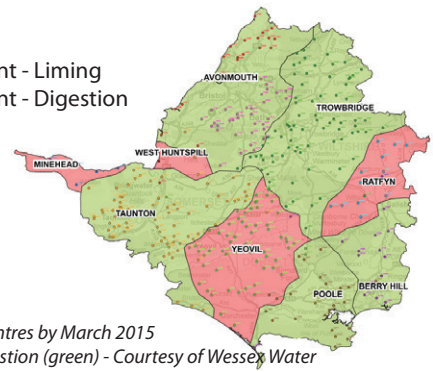 nt - Liming
nt - Digestion
AVONMOUTH
TROWBRIDGE
WEST HUNTSPILL
MINEHEAD
RATFYN
TAUNTON
YEOVIL
POOLE
BERRY HILL
ntres by March 2015
stion (green) - Courtesy of Wessex Water